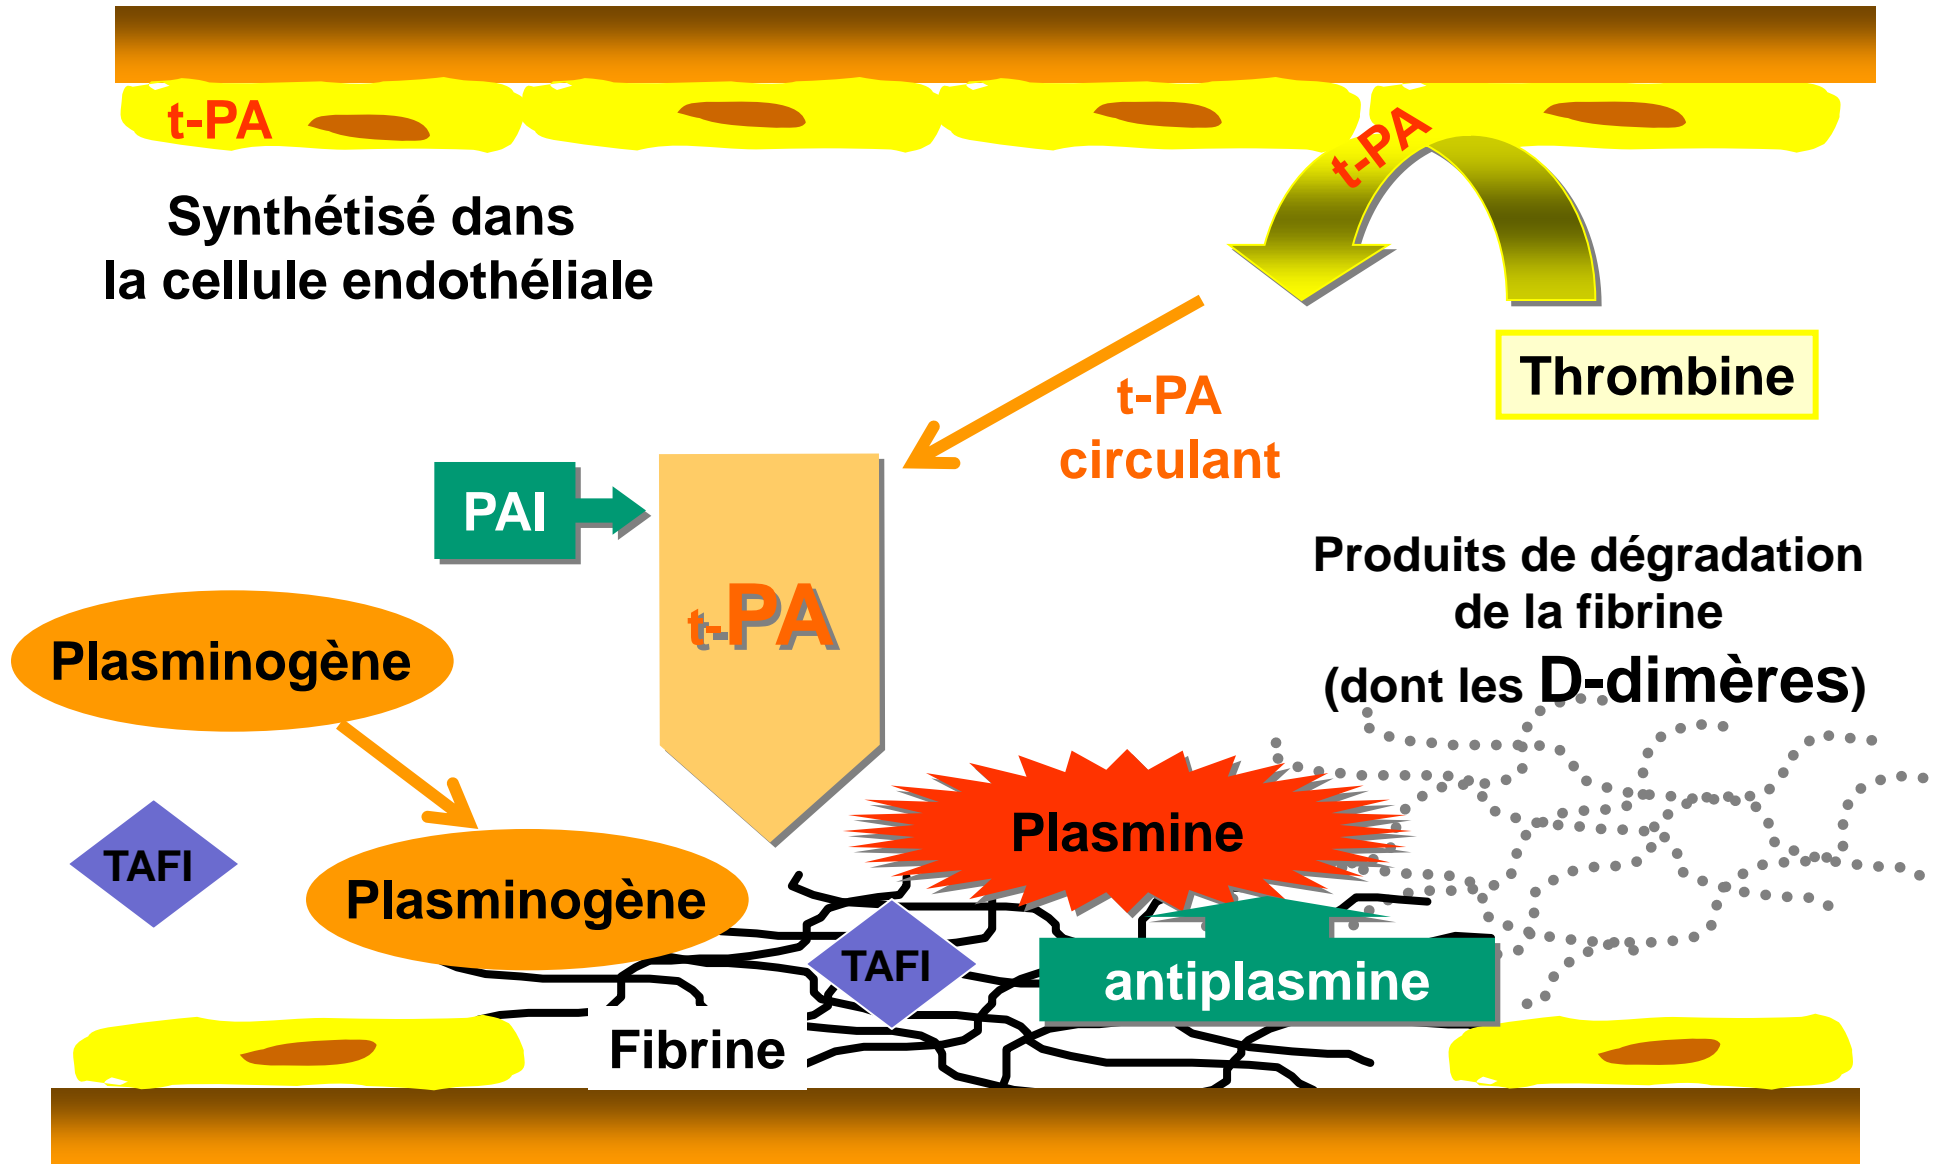 t-PA
t-PA
Synthétisé dans
la cellule endothéliale
Thrombine
t-PA
circulant
PAI
t-PA
Produits de dégradation
de la fibrine
(dont les D-dimères)
Plasminogène
Plasmine
TAFI
Plasminogène
TAFI
antiplasmine
Fibrine